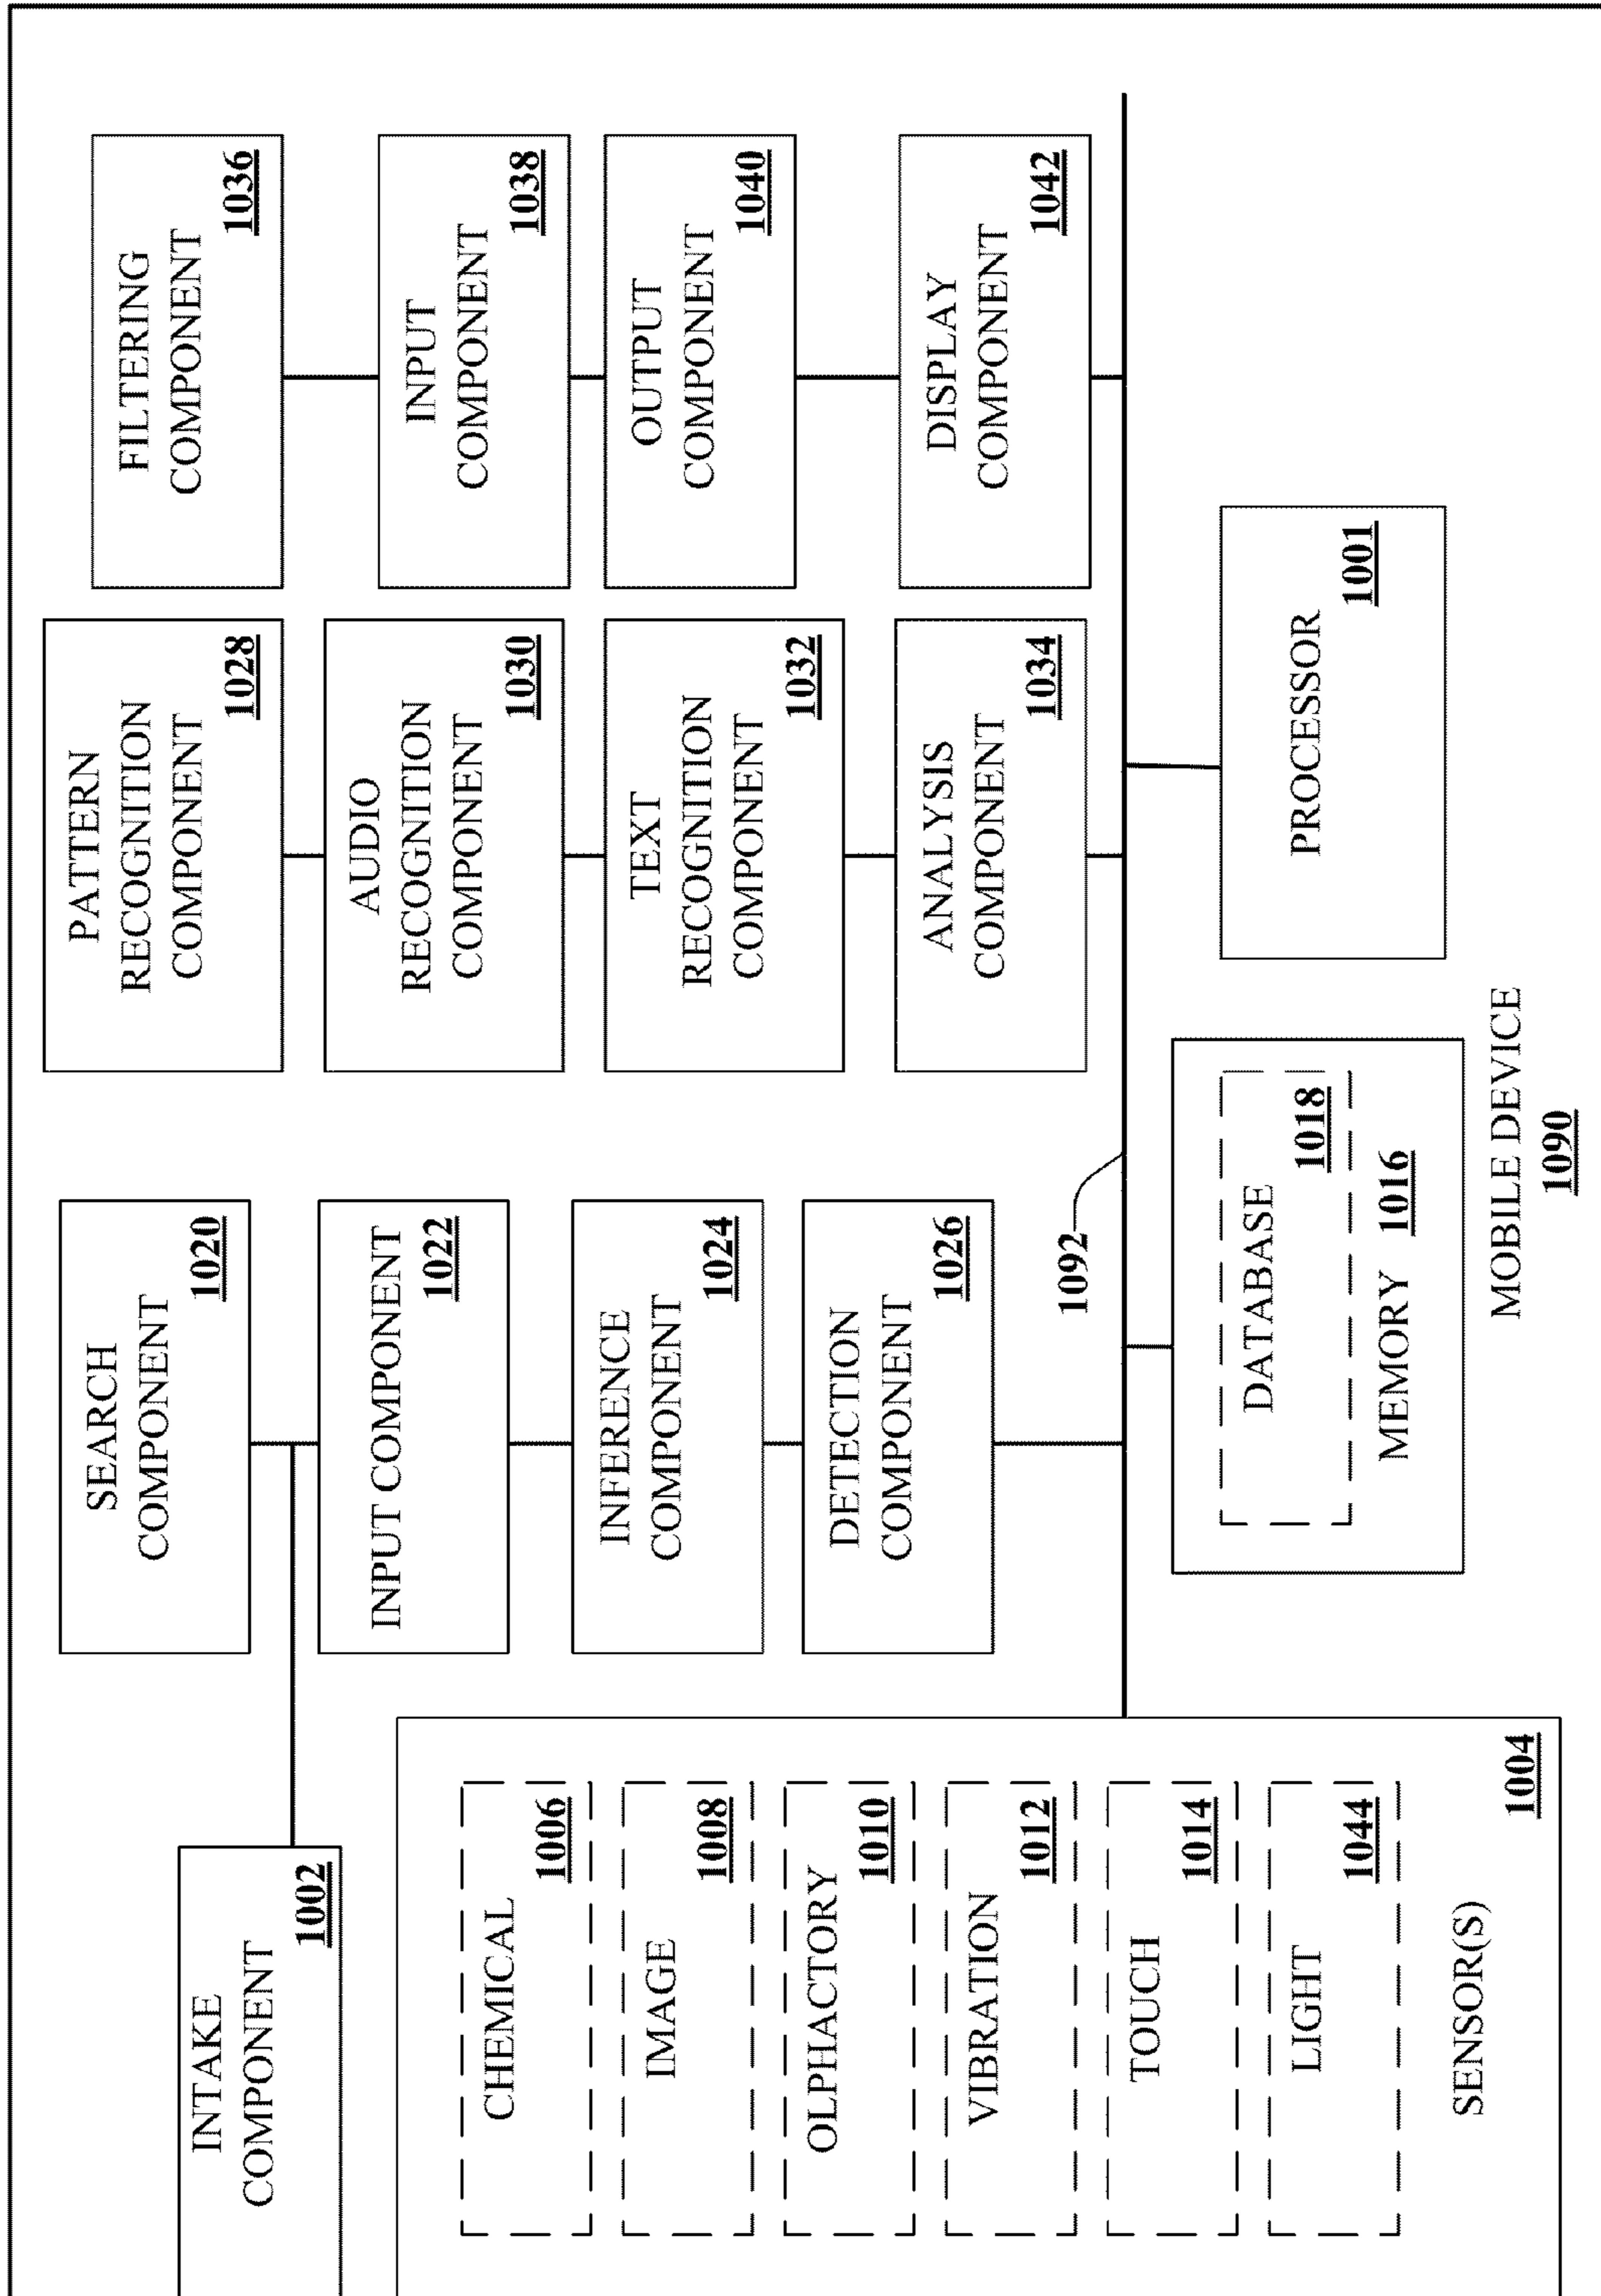 INTAKE
COMPONENT
1002
CHEMICAL
1006
IMAGE
1008
OLPHACTORY
1010
VIBRATION
1012
TOUCH
1014
LIGHT
1044
SENSOR(S)
1004
SEARCH
COMPONENT
1020
INPUT COMPONENT
1022
INFERENCE
COMPONENT
1024
DETECTION
COMPONENT
1026
1092
DATABASE
1018
MEMORY 1016
PATTERN
RECOGNITION
COMPONENT
1028
AUDIO
RECOGNITION
COMPONENT
1030
TEXT
RECOGNITION
COMPONENT
1032
ANALYSIS
COMPONENT
1034
FILTERING
COMPONENT
1036
INPUT
COMPONENT
1038
OUTPUT
COMPONENT
1040
DISPLAY
COMPONENT
1042
PROCESSOR
1001
MOBILE DEVICE
1090